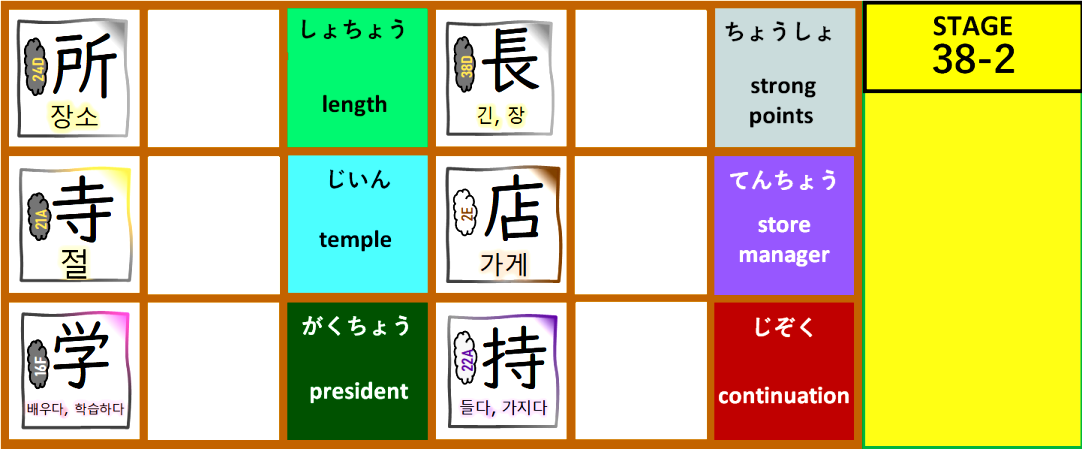 所
24D
장소
しょちょう
length
長
38D
긴, 장
ちょうしょ
strong
points
STAGE
38-2
寺
21A
절
じいん
temple
店
2E
가게
てんちょう
store
manager
学
16F
배우다, 학습하다
がくちょう
president
持
22A
들다, 가지다
じぞく
continuation